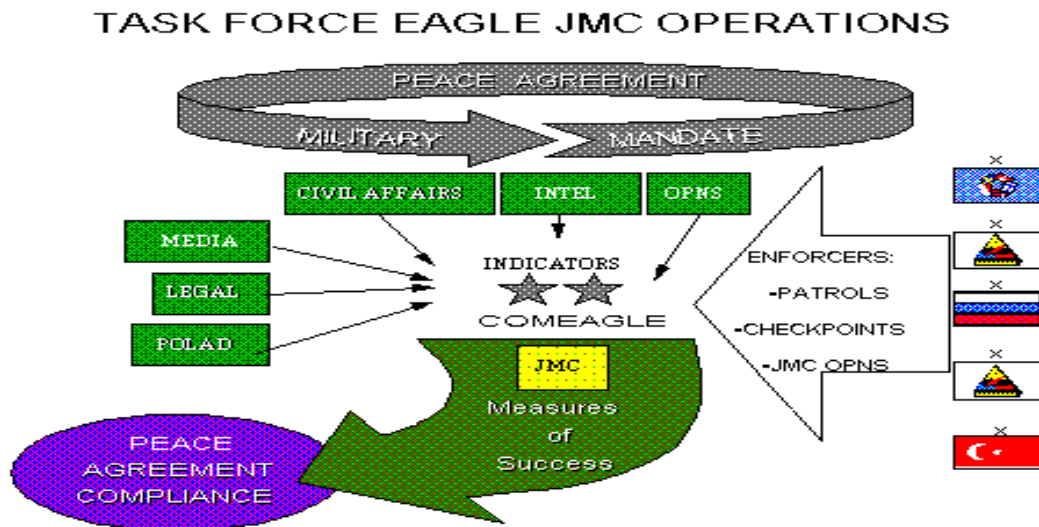 TASK FORCE EAGLE JMC OPERATIONS
PEACE AGREEMENT
MILITARY
MANDATE
CIVIL AFFAIRS
INTEL
OPNS
MEDIA
LEGAL
POLAD
INDICATORS
COMEAGLE
JMC
Measures
of
Success
ENFORCERS:
-PATROLS
-CHECKPOINTS
-JMC OPNS
PEACE
AGREEMENT
COMPLIANCE
X
X
X
X
X